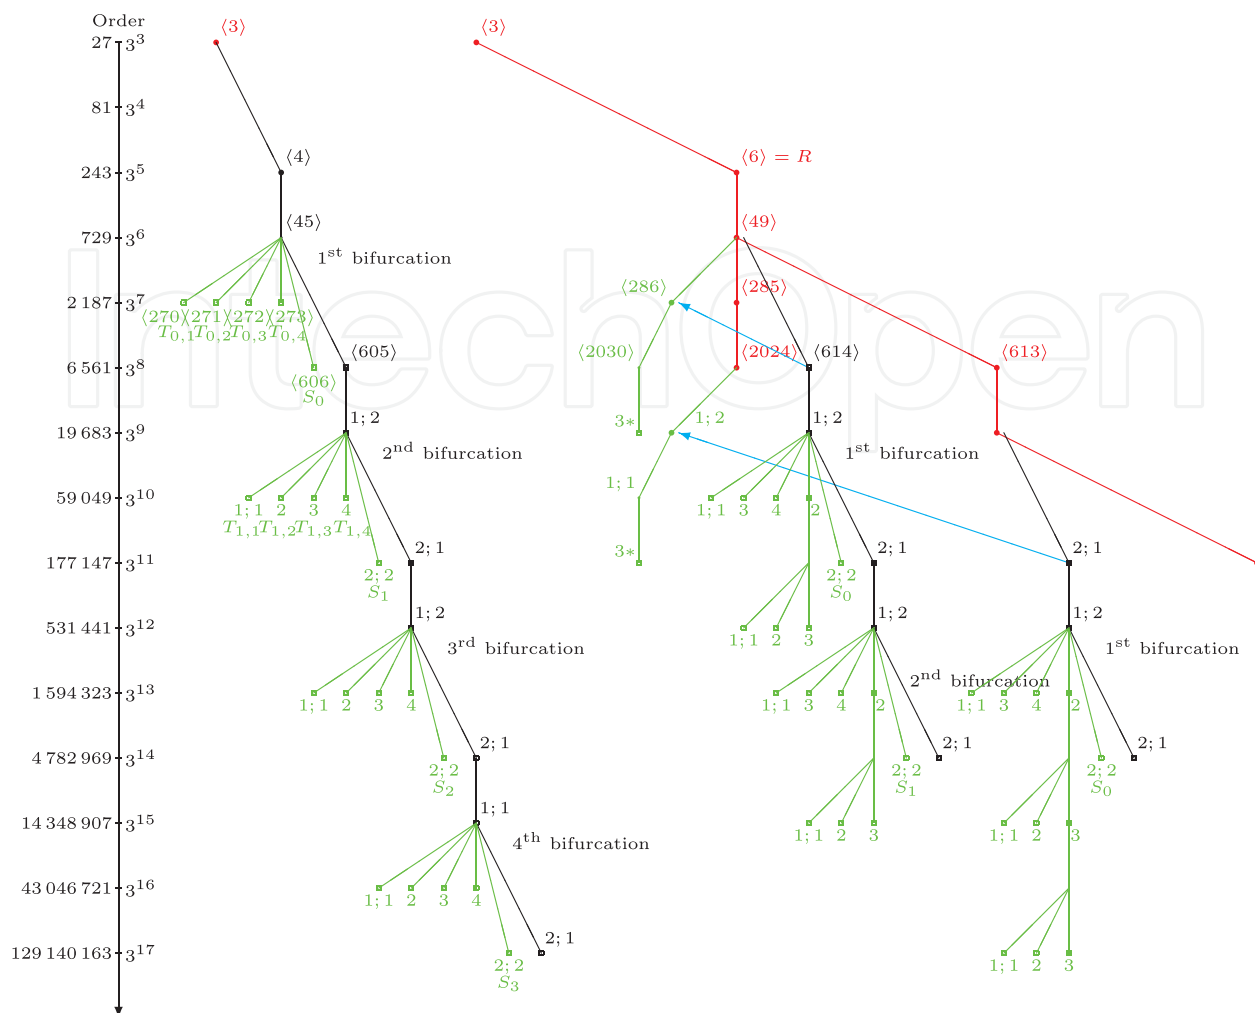 Order
27 3^3 ⟨3⟩ ⟨3⟩
81 3^4
⟨4⟩ ⟨6⟩ = R
243 3^5
⟨45⟩ ⟨49⟩
729 3^6
1st bifurcation
⟨286⟩ ⟨285⟩
2 187 3^7
⟨270⟩ ⟨271⟩ ⟨272⟩ ⟨273⟩
T0,1 T0,2 T0,3 T0,4
⟨605⟩ ⟨2030⟩ ⟨2024⟩ ⟨614⟩ ⟨613⟩
6 561 3^8
⟨606⟩
S0
1; 2 3∗ 1; 2 1; 2
19 683 3^9
2nd bifurcation 1st bifurcation
1; 1
59 049 3^10
1; 1 2 3 4 1; 1 3 4 2
T1,1 T1,2 T1,3 T1,4
3∗
2; 1 2; 1 2; 1
177 147 3^11
2; 2 2; 2
S1 S0
1; 2 1; 2 1; 2
531 441 3^12
1; 1 2 3
3rd bifurcation 1st bifurcation
2nd bifurcation
1 594 323 3^13
1; 1 2 3 4 1; 1 3 4 2 1; 1 3 4 2
2; 1 2; 1 2; 1
4 782 969 3^14
2; 2 2; 2 2; 2
S2 S1 S0
1; 1
14 348 907 3^15
1; 1 2 3 1; 1 2 3
4th bifurcation
43 046 721 3^16
1; 1 2 3 4
2; 1
129 140 163 3^17
2; 2 1; 1 2 3
S3
IntechOpen